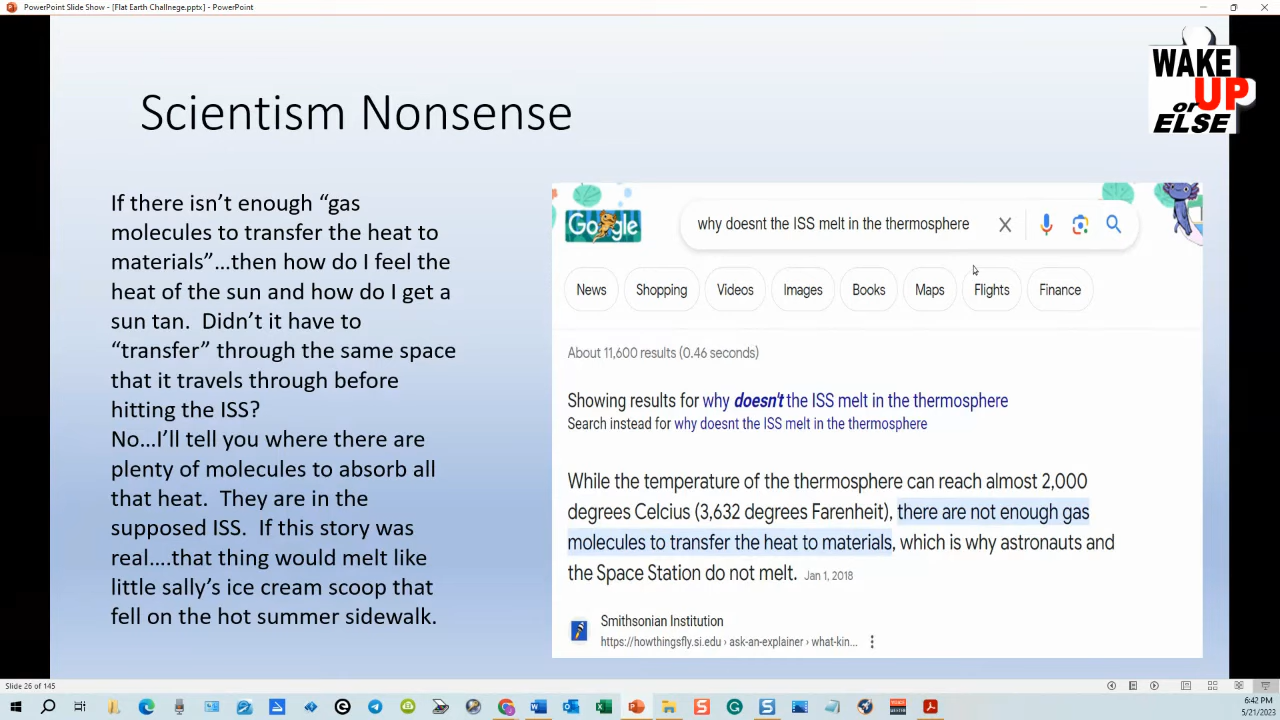 PowerPoint Slide Show - [Flat Earth Challnege.pptx] - PowerPoint
WAKE
UP
or
ELSE
Scientism Nonsense
If there isn't enough “gas
molecules to transfer the heat to
materials”…then how do I feel the
heat of the sun and how do I get a
sun tan.  Didn't it have to
“transfer” through the same space
that it travels through before
hitting the ISS?
No…I'll tell you where there are
plenty of molecules to absorb all
that heat.  They are in the
supposed ISS.  If this story was
real….that thing would melt like
little sally's ice cream scoop that
fell on the hot summer sidewalk.
Google
why doesnt the ISS melt in the thermosphere
News Shopping Videos Images Books Maps Flights Finance
About 11,600 results (0.46 seconds)
Showing results for why doesn't the ISS melt in the thermosphere
Search instead for why doesnt the ISS melt in the thermosphere
While the temperature of the thermosphere can reach almost 2,000
degrees Celcius (3,632 degrees Farenheit), there are not enough gas
molecules to transfer the heat to materials, which is why astronauts and
the Space Station do not melt. Jan 1, 2018
Smithsonian Institution
https://howthingsfly.si.edu › ask-an-explainer › what-kin...
Slide 26 of 145
6:42 PM
5/21/2023